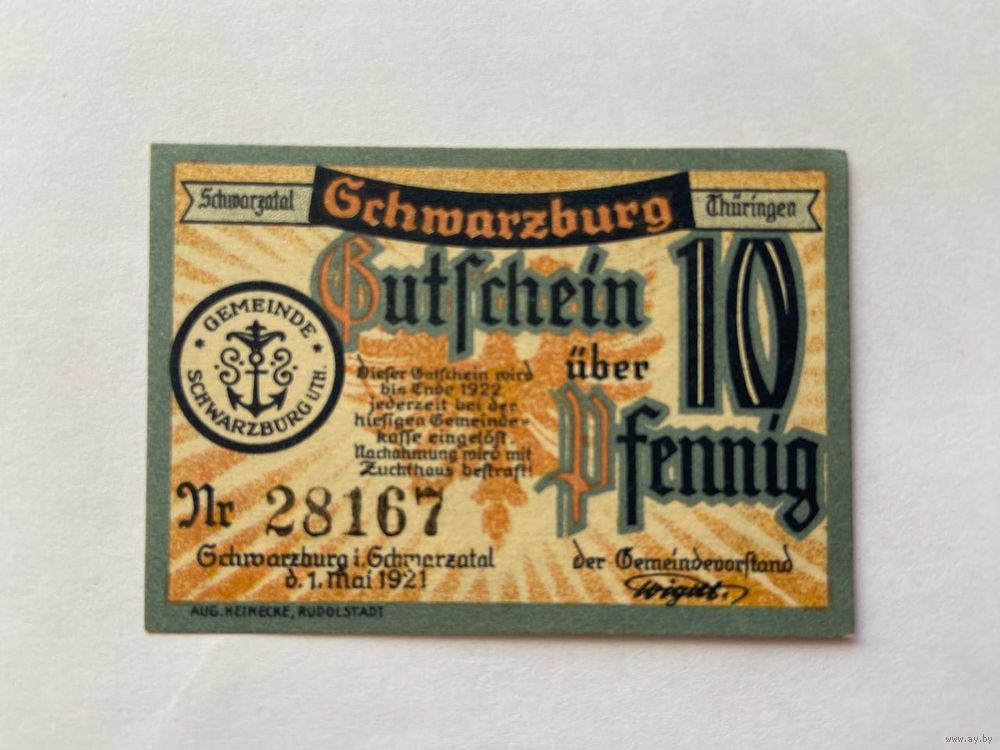 Schwarzatal
Schwarzburg
Thüringen
Gutschein
über
10
Pfennig
GEMEINDE
SCHWARZBURG /TH.
Dieser Gutschein wird
bis Ende 1922
jederzeit bei der
hiesigen Gemeinde-
kasse eingelöst.
Nachahmung wird mit
Zuchthaus bestraft!
Nr 28167
Schwarzburg i. Schwarzatal
d. 1. Mai 1921
der Gemeindevorstand
AUG. HEINECKE, RUDOLSTADT
www.ay.by